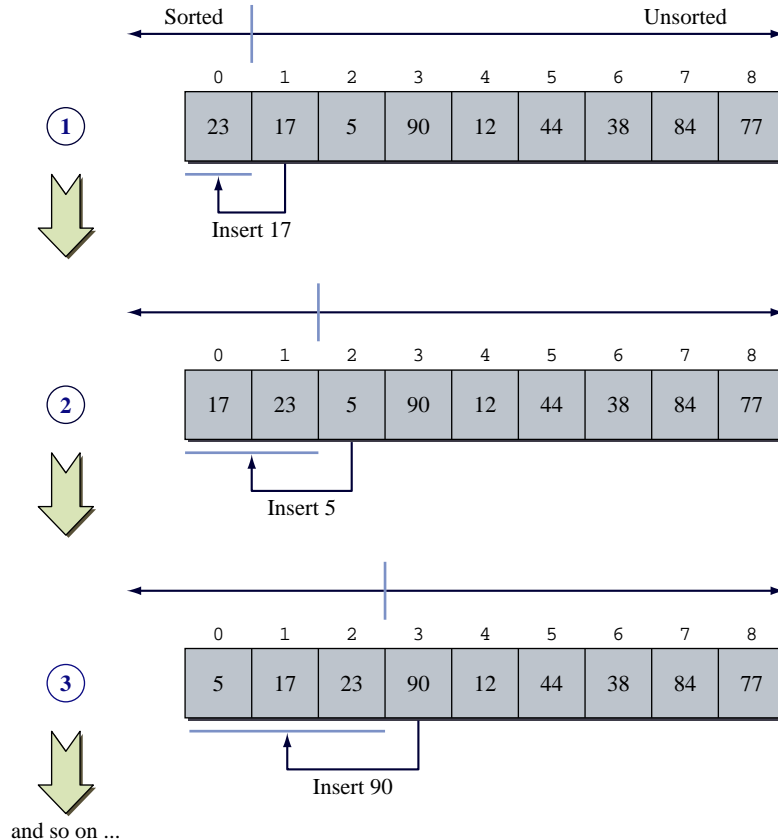 Sorted Unsorted
0 1 2 3 4 5 6 7 8
1 23 17 5 90 12 44 38 84 77
Insert 17
0 1 2 3 4 5 6 7 8
2 17 23 5 90 12 44 38 84 77
Insert 5
0 1 2 3 4 5 6 7 8
3 5 17 23 90 12 44 38 84 77
Insert 90
and so on ...